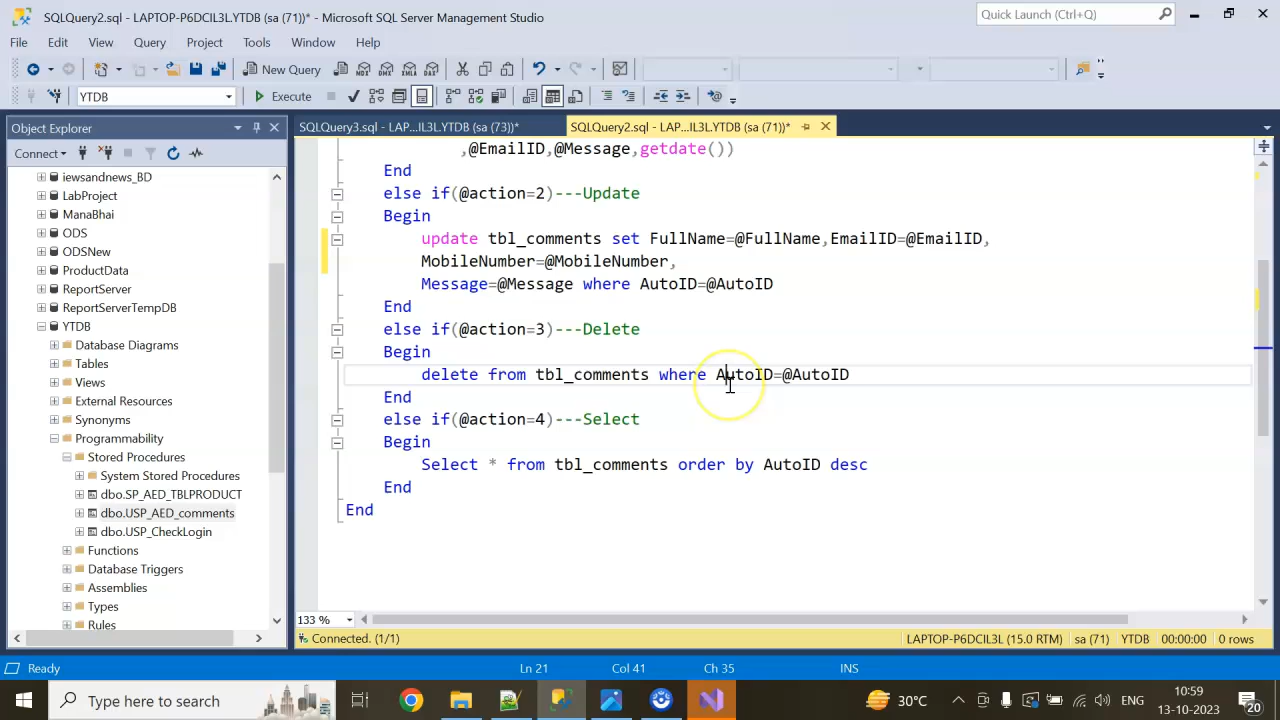 SQLQuery2.sql - LAPTOP-P6DCIL3L.YTDB (sa (71))* - Microsoft SQL Server Management Studio
Quick Launch (Ctrl+Q)
File Edit View Query Project Tools Window Help
New Query MDX DMX XMLA DAX
YTDB Execute
Object Explorer
SQLQuery3.sql - LAP...IL3L.YTDB (sa (73))*
SQLQuery2.sql - LAP...IL3L.YTDB (sa (71))*
Connect
iewsandnews_BD
LabProject
ManaBhai
ODS
ODSNew
ProductData
ReportServer
ReportServerTempDB
YTDB
Database Diagrams
Tables
Views
External Resources
Synonyms
Programmability
Stored Procedures
System Stored Procedures
dbo.SP_AED_TBLPRODUCT
dbo.USP_AED_comments
dbo.USP_CheckLogin
Functions
Database Triggers
Assemblies
Types
Rules
,@EmailID,@Message,getdate())
End
else if(@action=2)---Update
Begin
update tbl_comments set FullName=@FullName,EmailID=@EmailID,
MobileNumber=@MobileNumber,
Message=@Message where AutoID=@AutoID
End
else if(@action=3)---Delete
Begin
delete from tbl_comments where AutoID=@AutoID
End
else if(@action=4)---Select
Begin
Select * from tbl_comments order by AutoID desc
End
End
133 %
Connected. (1/1) LAPTOP-P6DCIL3L (15.0 RTM) sa (71) YTDB 00:00:00 0 rows
Ready Ln 21 Col 41 Ch 35 INS
Type here to search 30°C ENG 10:59
13-10-2023 20